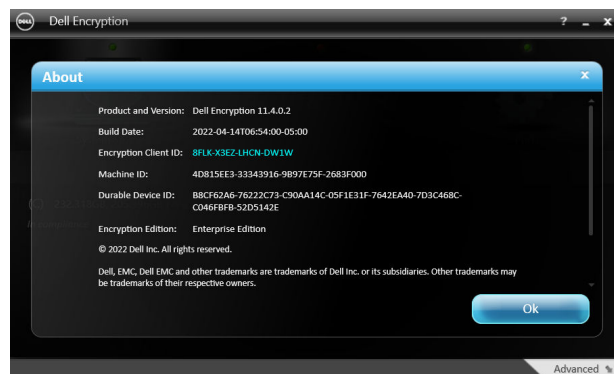 DELL Dell Encryption ? _ x
About x
Product and Version: Dell Encryption 11.4.0.2
Build Date: 2022-04-14T06:54:00-05:00
Encryption Client ID: 8FLK-X3EZ-LHCN-DW1W
Machine ID: 4D815EE3-33343916-9B97E75F-2683F000
Durable Device ID: B8CF62A6-76222C73-C90AA14C-05F1E31F-7642EA40-7D3C468C-
C046FBFB-52D5142E
Encryption Edition: Enterprise Edition
© 2022 Dell Inc. All rights reserved.
Dell, EMC, Dell EMC and other trademarks are trademarks of Dell Inc. or its subsidiaries. Other trademarks may
be trademarks of their respective owners.
Ok
Advanced